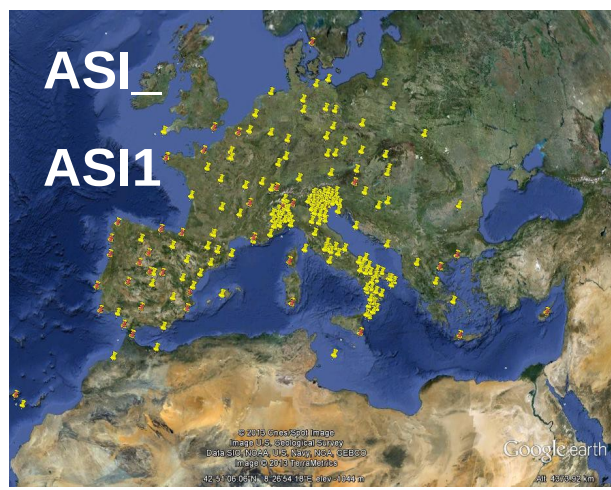 ASI_
ASI1
© 2013 Cnes/Spot Image
Image U.S. Geological Survey
Data SIO, NOAA, U.S. Navy, NGA, GEBCO
Image © 2013 TerraMetrics
Google earth